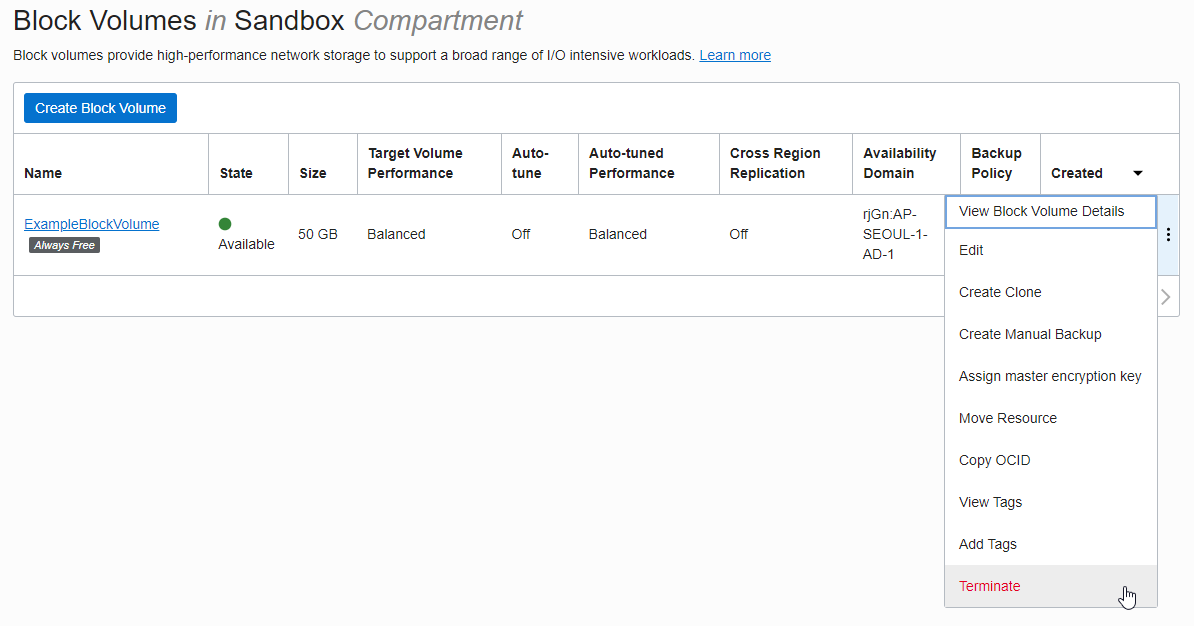 Block Volumes in Sandbox Compartment
Block volumes provide high-performance network storage to support a broad range of I/O intensive workloads. Learn more
Create Block Volume
Name
State
Size
Target Volume
Performance
Auto-
tune
Auto-tuned
Performance
Cross Region
Replication
Availability
Domain
Backup
Policy
Created
ExampleBlockVolume
Always Free
Available
50 GB
Balanced
Off
Balanced
Off
rjGn:AP-
SEOUL-1-
AD-1
View Block Volume Details
Edit
Create Clone
Create Manual Backup
Assign master encryption key
Move Resource
Copy OCID
View Tags
Add Tags
Terminate